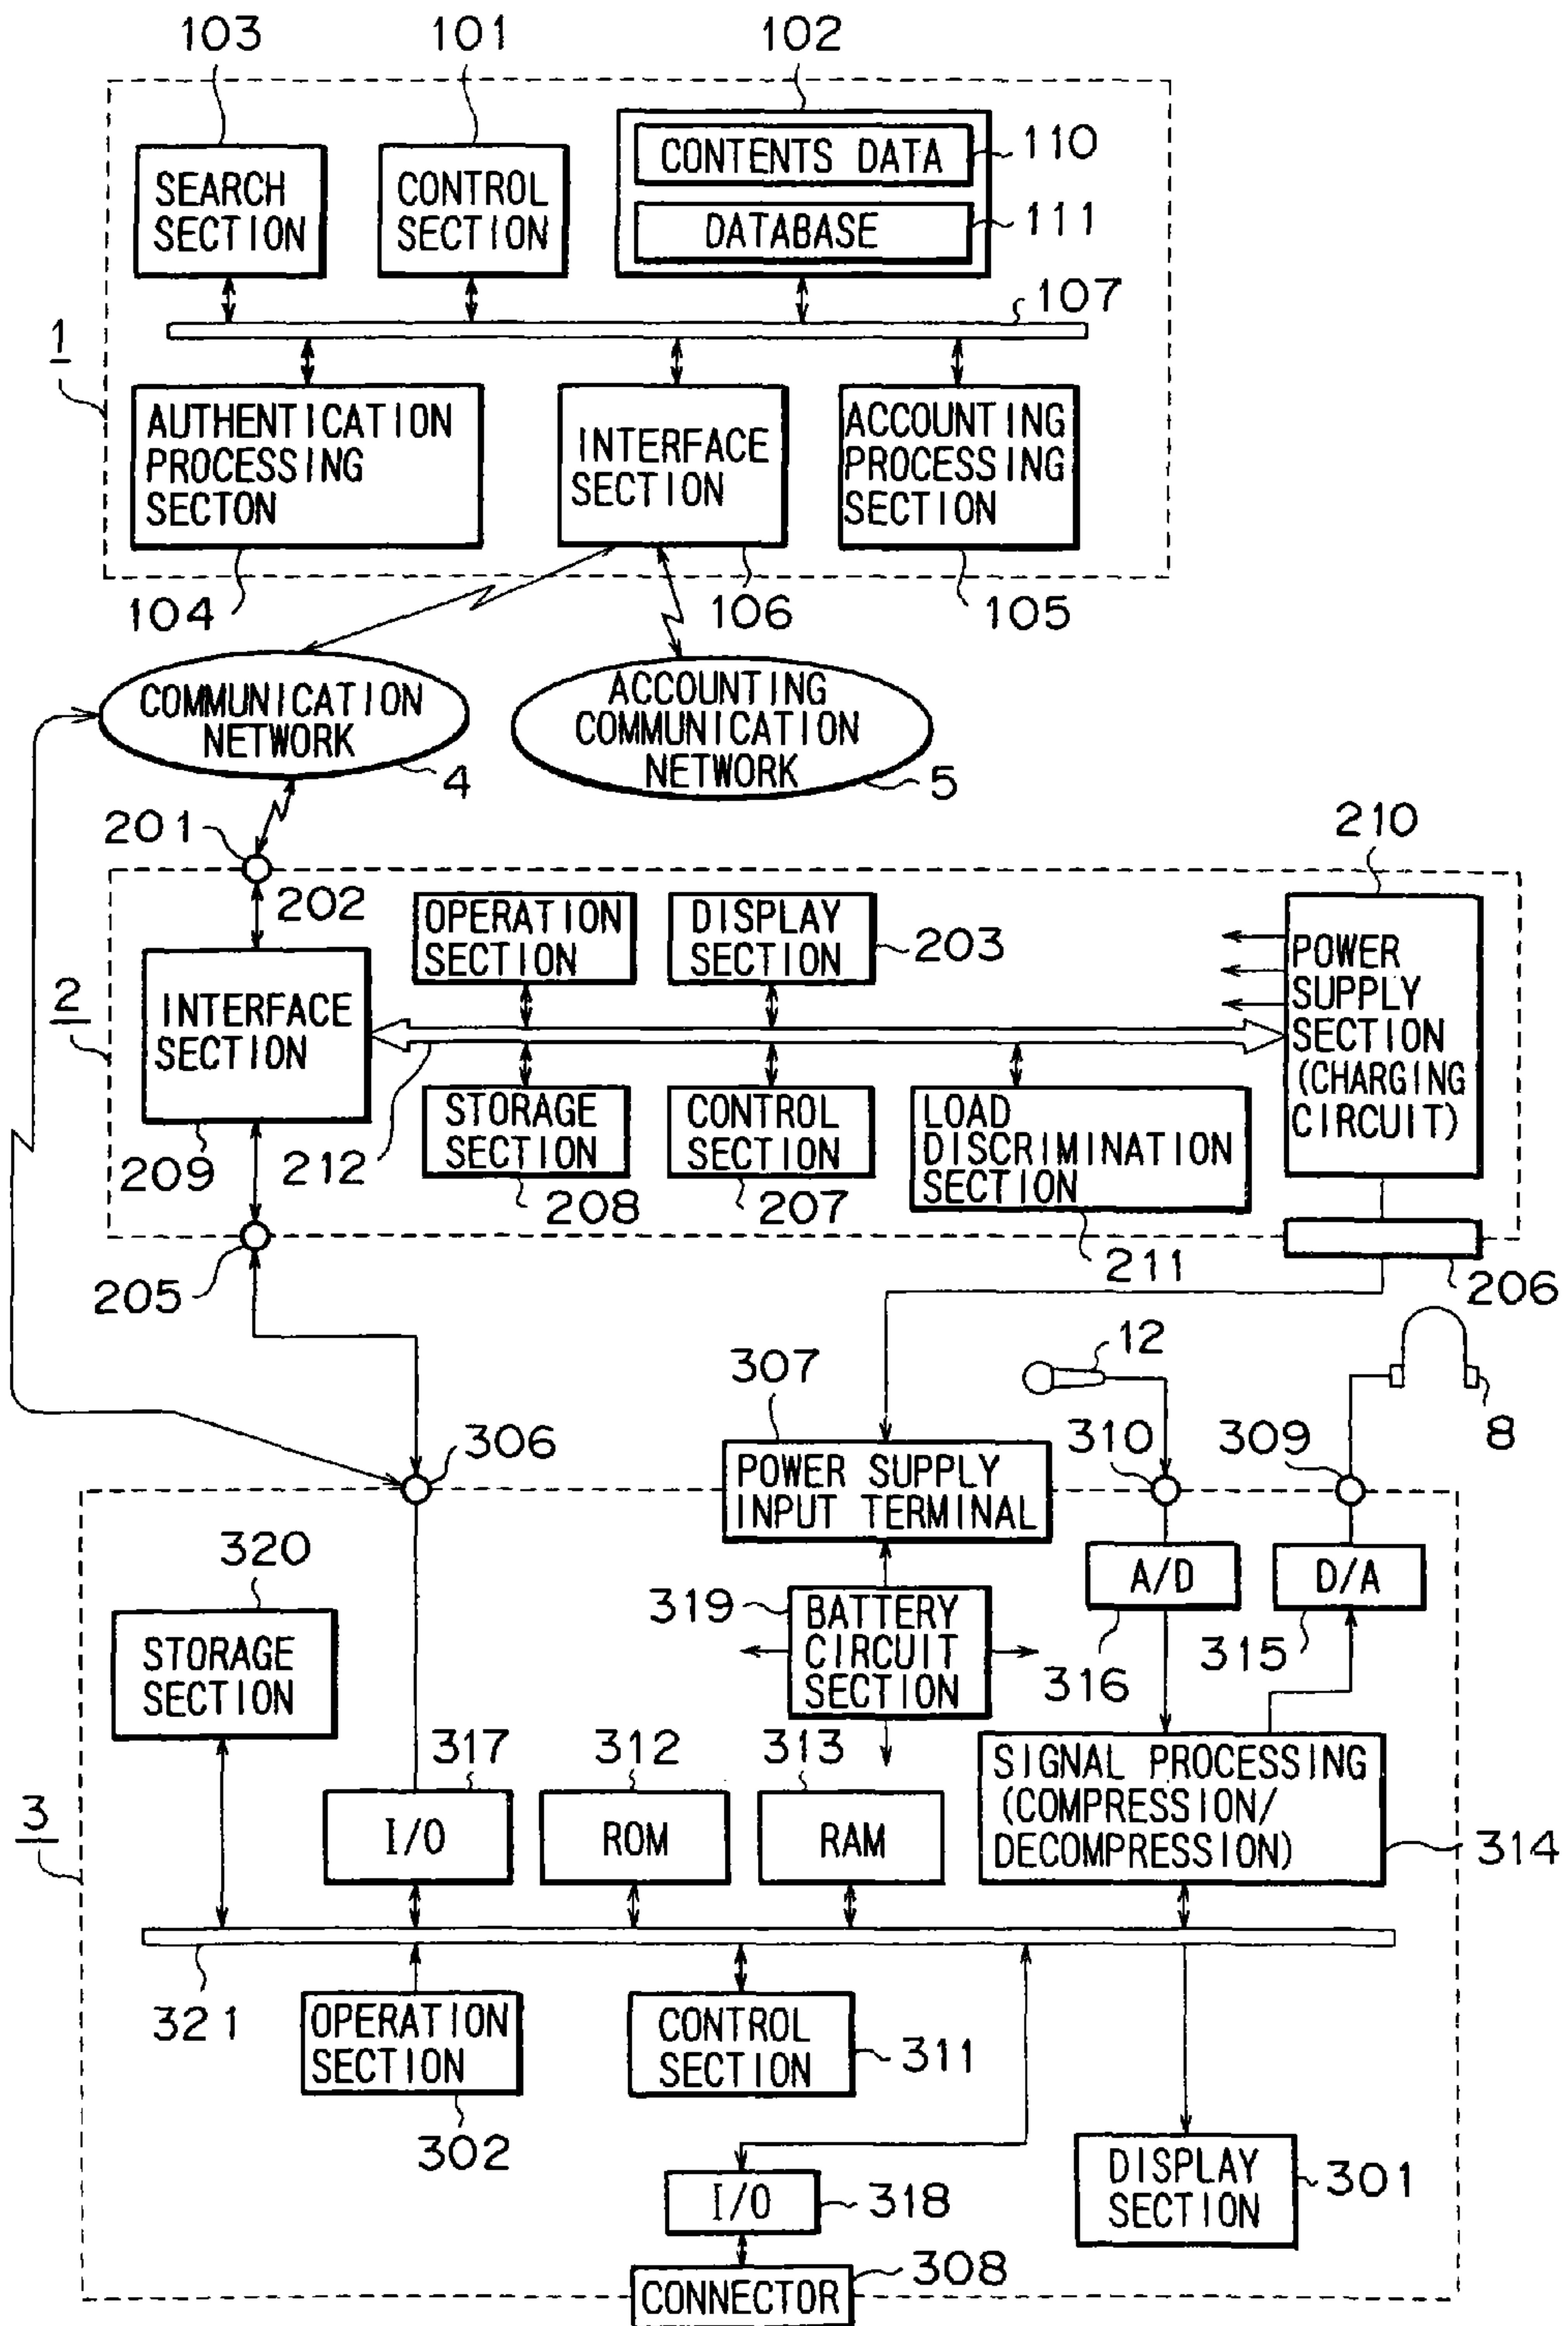 103
101
102
SEARCH
SECTION
CONTROL
SECTION
CONTENTS DATA
110
DATABASE
111
107
1
AUTHENTICATION
PROCESSING
SECTON
INTERFACE
SECTION
ACCOUNTING
PROCESSING
SECTION
104
106
105
COMMUNICATION
NETWORK
4
ACCOUNTING
COMMUNICATION
NETWORK
5
201
210
202
OPERATION
SECTION
DISPLAY
SECTION
203
2
INTERFACE
SECTION
POWER
SUPPLY
SECTION
(CHARGING
CIRCUIT)
209
212
STORAGE
SECTION
208
CONTROL
SECTION
207
LOAD
DISCRIMINATION
SECTION
211
205
206
307
12
8
306
POWER SUPPLY
INPUT TERMINAL
310
309
320
STORAGE
SECTION
319
BATTERY
CIRCUIT
SECTION
A/D
D/A
316
315
317
312
313
I/O
ROM
RAM
SIGNAL PROCESSING
(COMPRESSION/
DECOMPRESSION)
314
3
321
OPERATION
SECTION
302
CONTROL
SECTION
311
I/O
318
DISPLAY
SECTION
301
CONNECTOR
308